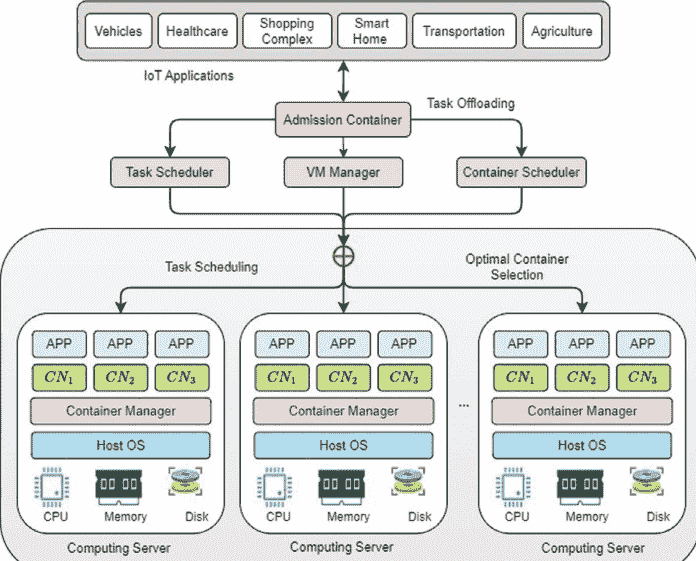 Vehicles
Healthcare
Shopping
Complex
Smart
Home
Transportation
Agriculture
IoT Applications
Task Offloading
Admission Container
Task Scheduler
VM Manager
Container Scheduler
Task Scheduling
Optimal Container
Selection
APP APP APP
CN1 CN2 CN3
Container Manager
Host OS
CPU Memory Disk
Computing Server
APP APP APP
CN1 CN2 CN3
Container Manager
Host OS
CPU Memory Disk
Computing Server
...
APP APP APP
CN1 CN2 CN3
Container Manager
Host OS
CPU Memory Disk
Computing Server